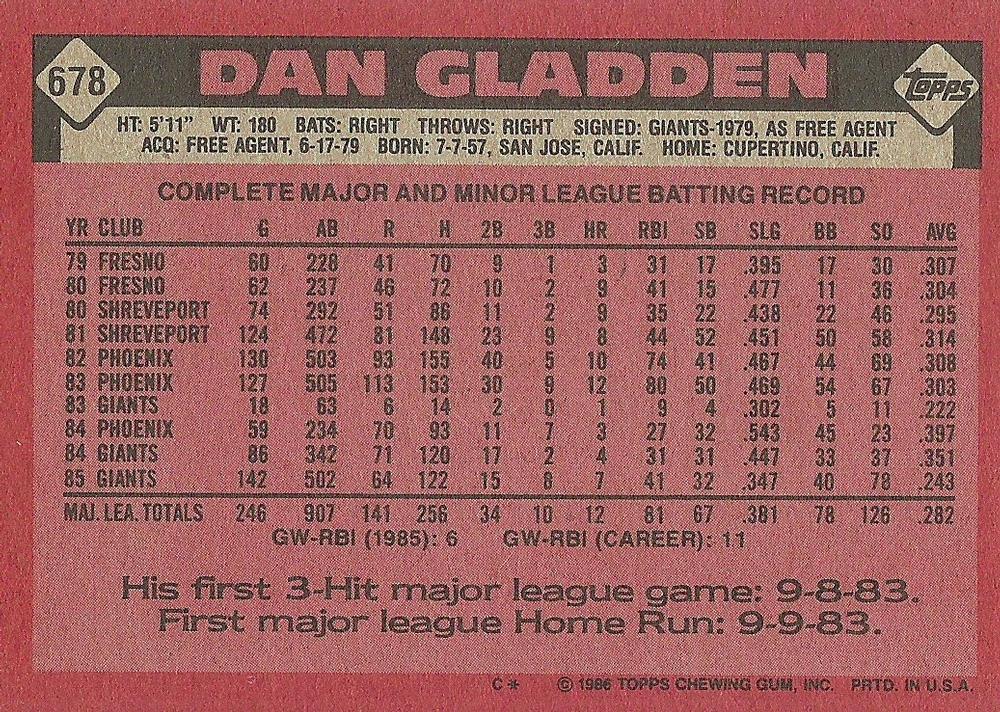 678 DAN GLADDEN Topps
HT: 5'11" WT: 180 BATS: RIGHT THROWS: RIGHT SIGNED: GIANTS-1979, AS FREE AGENT
ACQ: FREE AGENT, 6-17-79 BORN: 7-7-57, SAN JOSE, CALIF. HOME: CUPERTINO, CALIF.
COMPLETE MAJOR AND MINOR LEAGUE BATTING RECORD
YR CLUB G AB R H 2B 3B HR RBI SB SLG BB SO AVG
79 FRESNO 60 228 41 70 9 1 3 31 17 .395 17 30 .307
80 FRESNO 62 237 46 72 10 2 9 41 15 .477 11 36 .304
80 SHREVEPORT 74 292 51 86 11 2 9 35 22 .438 22 46 .295
81 SHREVEPORT 124 472 81 148 23 9 8 44 52 .451 50 58 .314
82 PHOENIX 130 503 93 155 40 5 10 74 41 .467 44 69 .308
83 PHOENIX 127 505 113 153 30 9 12 80 50 .469 54 67 .303
83 GIANTS 18 63 6 14 2 0 1 9 4 .302 5 11 .222
84 PHOENIX 59 234 70 93 11 7 3 27 32 .543 45 23 .397
84 GIANTS 86 342 71 120 17 2 4 31 31 .447 33 37 .351
85 GIANTS 142 502 64 122 15 8 7 41 32 .347 40 78 .243
MAJ. LEA. TOTALS 246 907 141 256 34 10 12 81 67 .381 78 126 .282
GW-RBI (1985): 6 GW-RBI (CAREER): 11
His first 3-Hit major league game: 9-8-83.
First major league Home Run: 9-9-83.
C* © 1986 TOPPS CHEWING GUM, INC. PRTD. IN U.S.A.